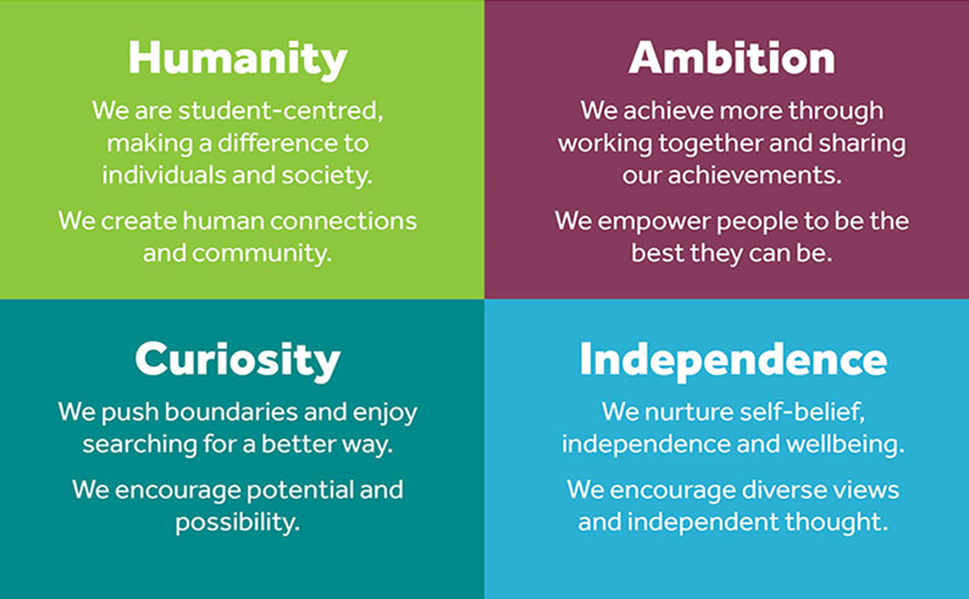 Humanity
We are student-centred,
making a difference to
individuals and society.
We create human connections
and community.
Ambition
We achieve more through
working together and sharing
our achievements.
We empower people to be the
best they can be.
Curiosity
We push boundaries and enjoy
searching for a better way.
We encourage potential and
possibility.
Independence
We nurture self-belief,
independence and wellbeing.
We encourage diverse views
and independent thought.